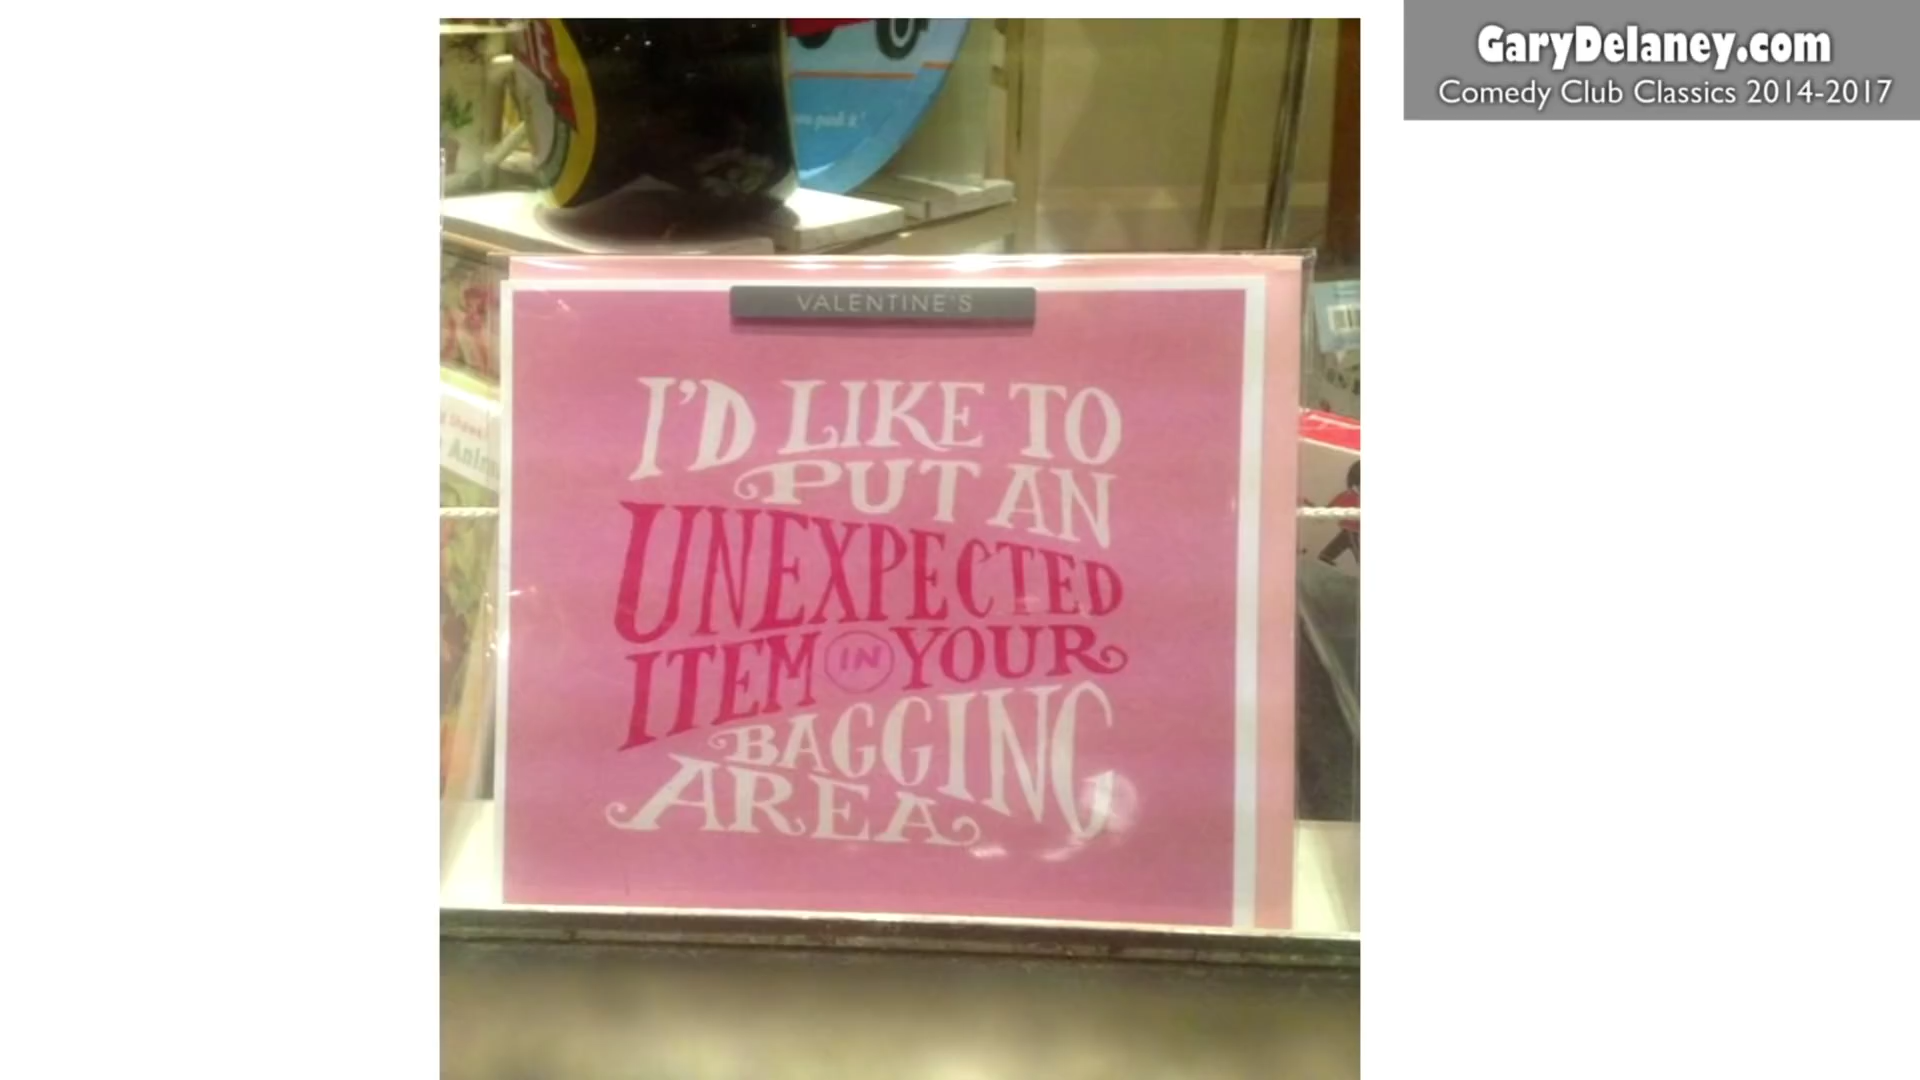 GaryDelaney.com
Comedy Club Classics 2014-2017
VALENTINE'S
I'D LIKE TO
PUT AN
UNEXPECTED
ITEM IN YOUR
BAGGING
AREA